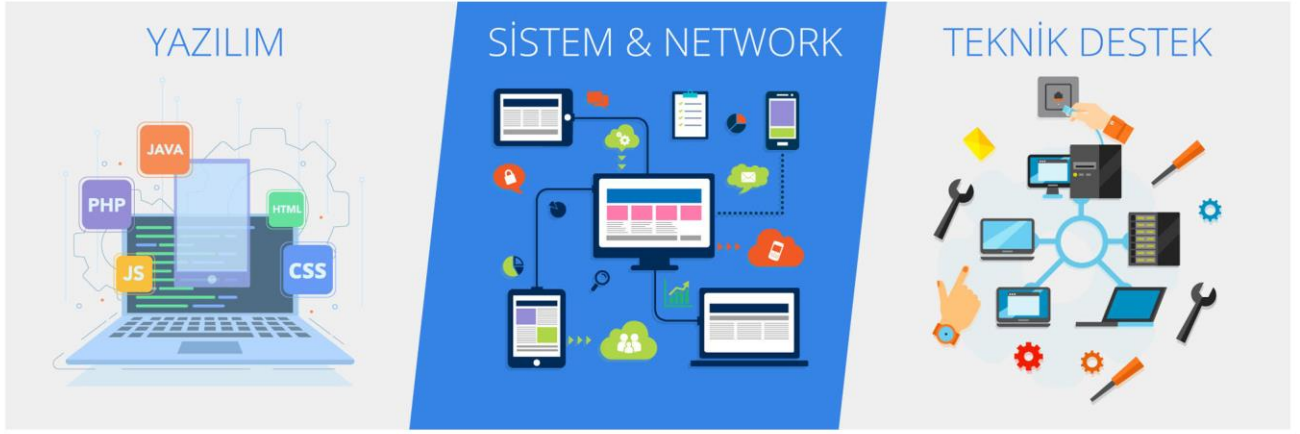 YAZILIM
SİSTEM & NETWORK
TEKNİK DESTEK
JAVA
PHP
HTML
JS
CSS